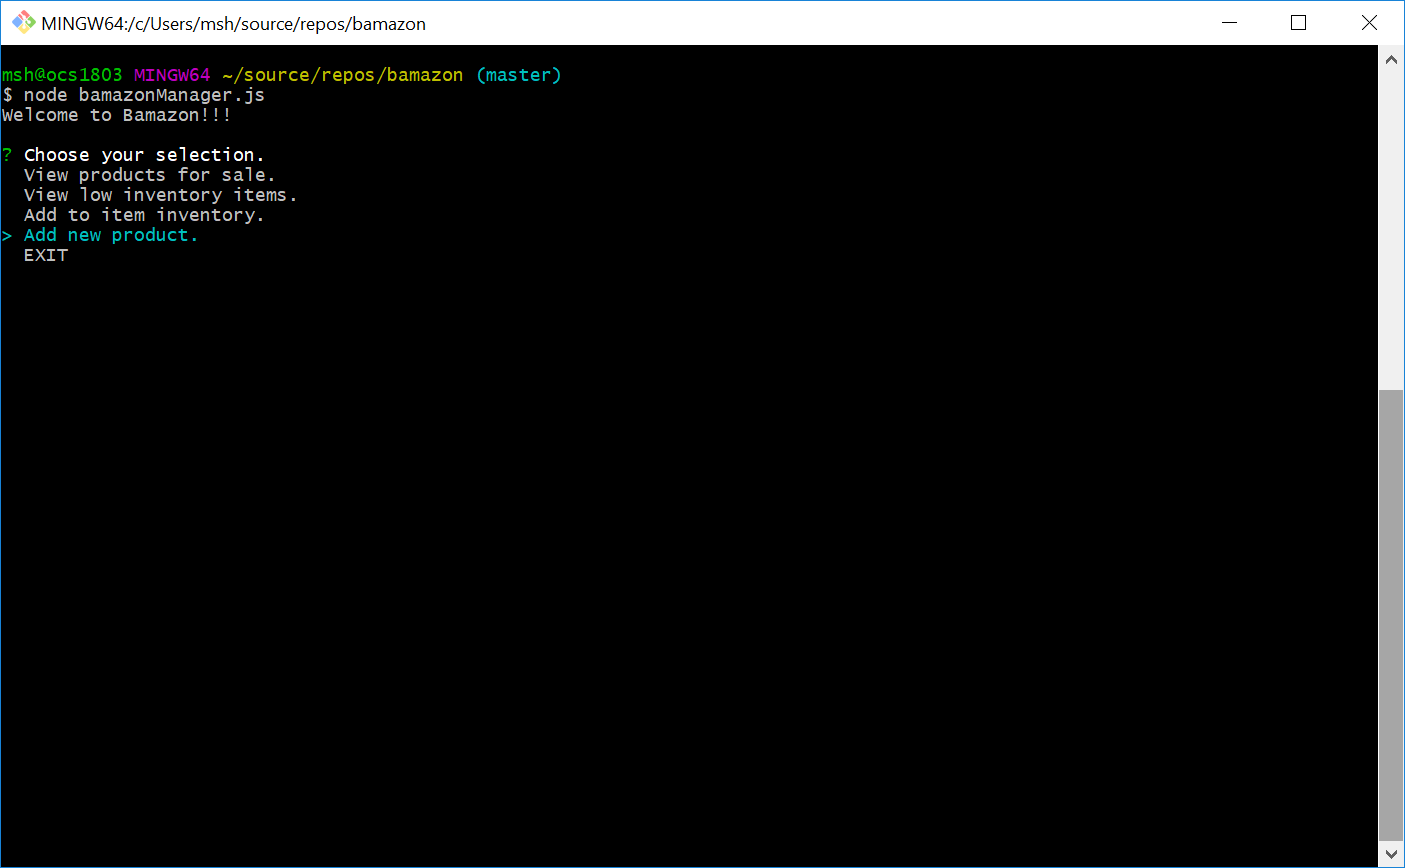 MINGW64:/c/Users/msh/source/repos/bamazon
msh@ocs1803 MINGW64 ~/source/repos/bamazon (master)
$ node bamazonManager.js
Welcome to Bamazon!!!
? Choose your selection.
View products for sale.
View low inventory items.
Add to item inventory.
> Add new product.
EXIT